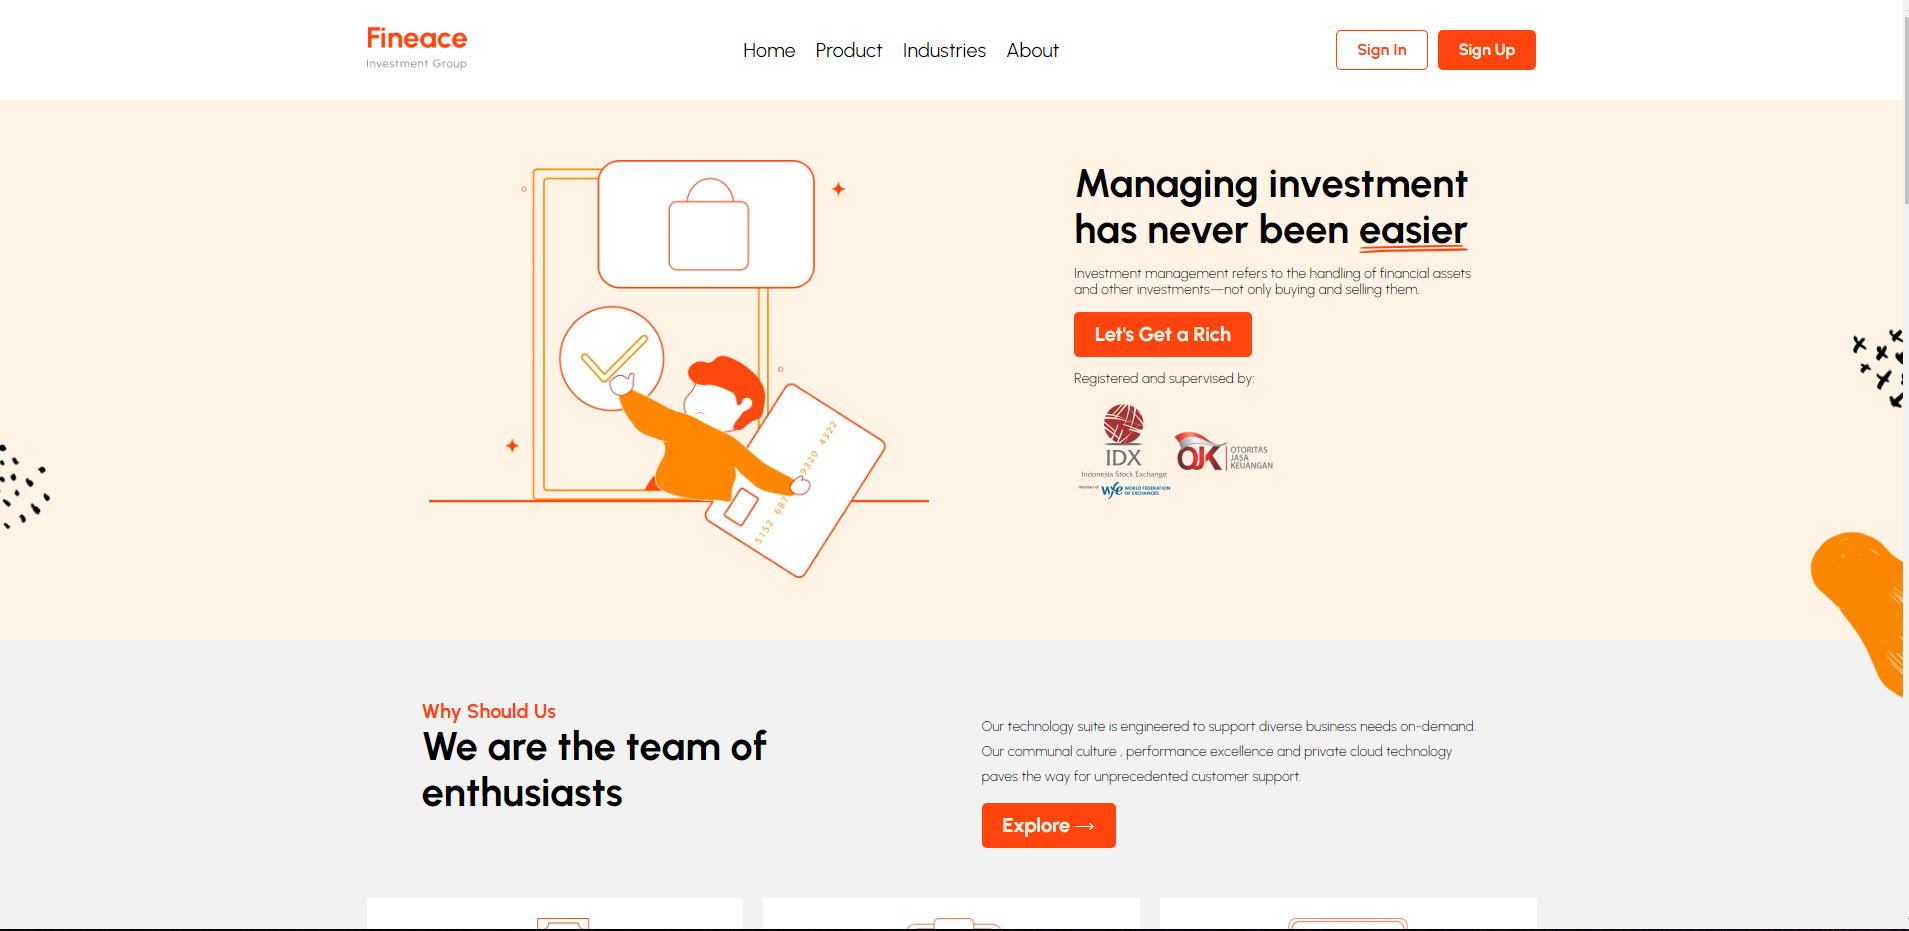 Fineace
Investment Group
Home Product Industries About
Sign In Sign Up
Managing investment
has never been easier
Investment management refers to the handling of financial assets
and other investments—not only buying and selling them.
Let's Get a Rich
Registered and supervised by:
IDX
Indonesia Stock Exchange
member of wfe WORLD FEDERATION
OF EXCHANGES
OJK OTORITAS
JASA
KEUANGAN
5152 687 9320 4322
Why Should Us
We are the team of
enthusiasts
Our technology suite is engineered to support diverse business needs on-demand.
Our communal culture , performance excellence and private cloud technology
paves the way for unprecedented customer support.
Explore →